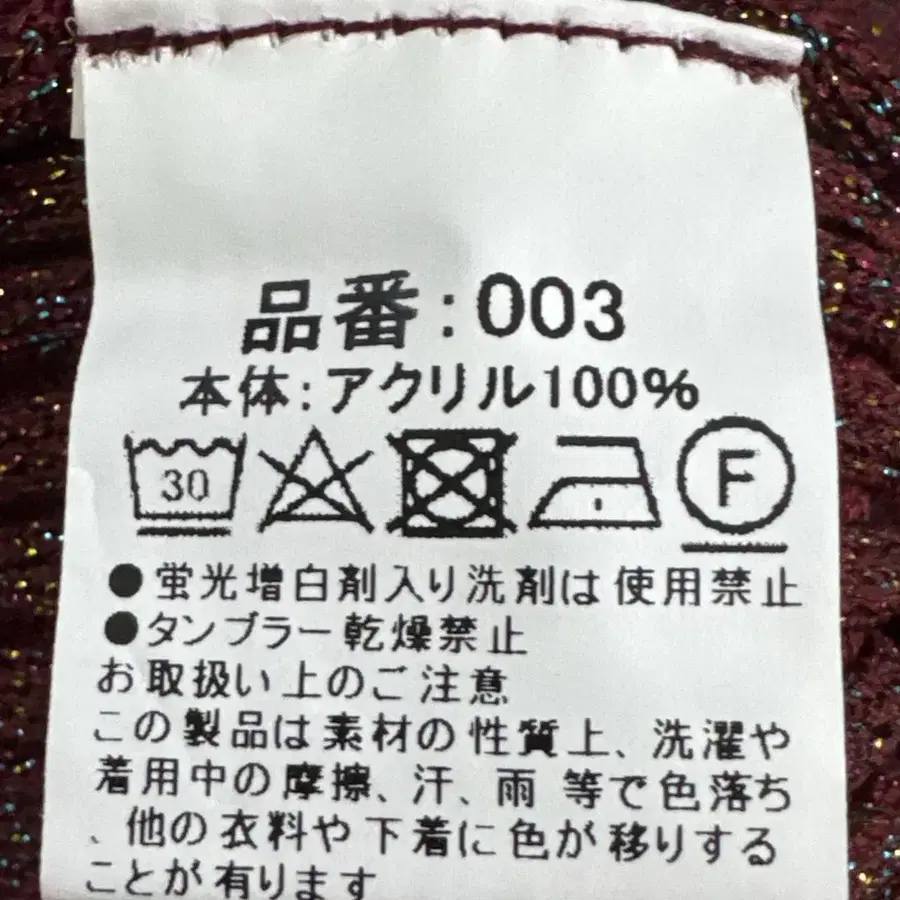 品番:003
本体:アクリル100%
30
F
●蛍光増白剤入り洗剤は使用禁止
●タンブラー乾燥禁止
お取扱い上のご注意
この製品は素材の性質上、洗濯や
着用中の摩擦、汗、雨 等で色落ち
、他の衣料や下着に色が移りする
ことが有ります